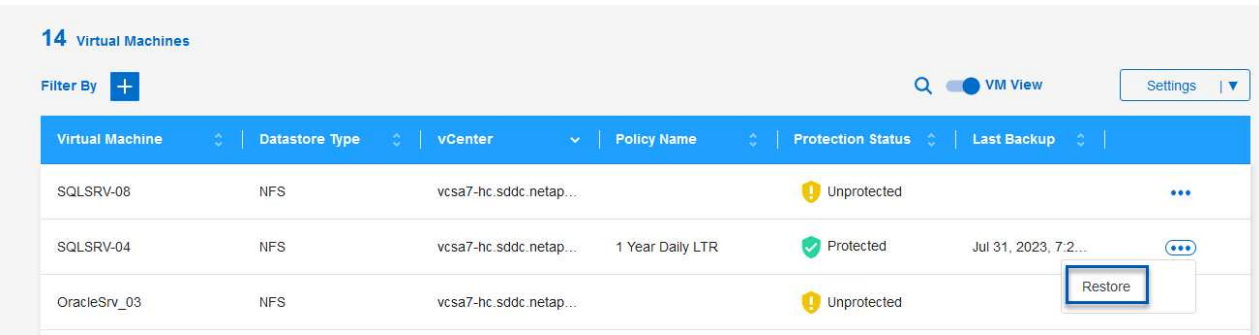 14 Virtual Machines
Filter By +
VM View
Settings
Virtual Machine Datastore Type vCenter Policy Name Protection Status Last Backup
SQLSRV-08 NFS vcsa7-hc.sddc.netap... Unprotected
SQLSRV-04 NFS vcsa7-hc.sddc.netap... 1 Year Daily LTR Protected Jul 31, 2023, 7:2...
Restore
OracleSrv_03 NFS vcsa7-hc.sddc.netap... Unprotected